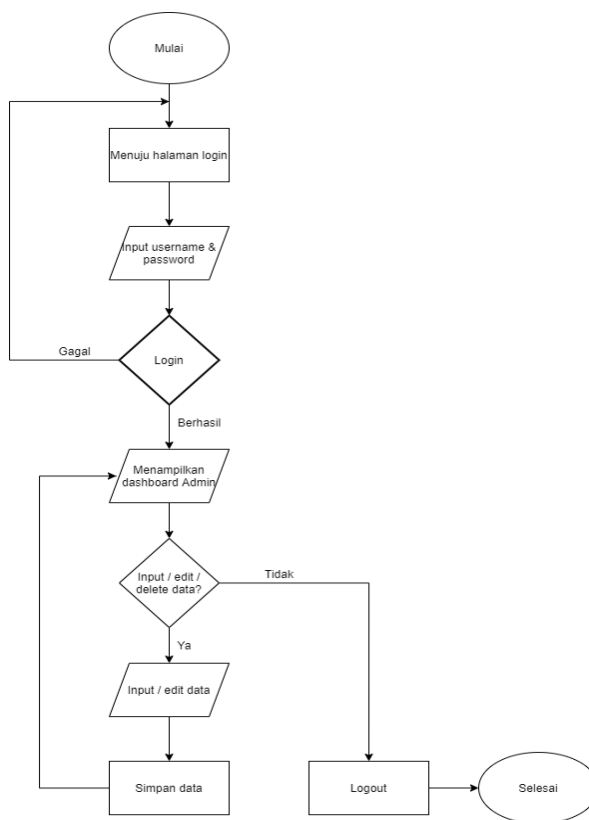 Mulai
Menuju halaman login
Input username &
password
Gagal
Login
Berhasil
Menampilkan
dashboard Admin
Input / edit /
delete data?
Tidak
Ya
Input / edit data
Simpan data
Logout
Selesai